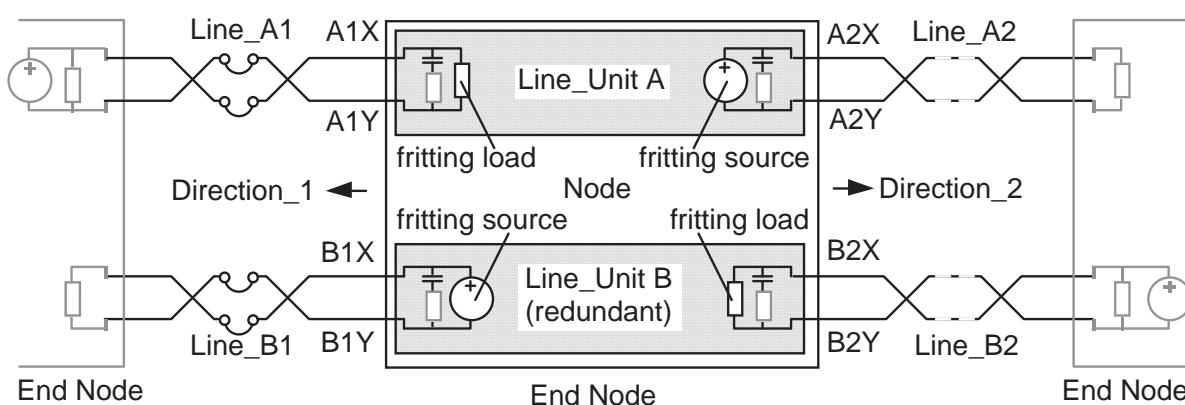 Line_A1
A1X
A2X
Line_A2
Line_Unit A
A1Y
A2Y
fritting load
fritting source
Direction_1
Node
Direction_2
fritting source
fritting load
B1X
B2X
Line_Unit B
(redundant)
Line_B1
B1Y
B2Y
Line_B2
End Node
End Node
End Node